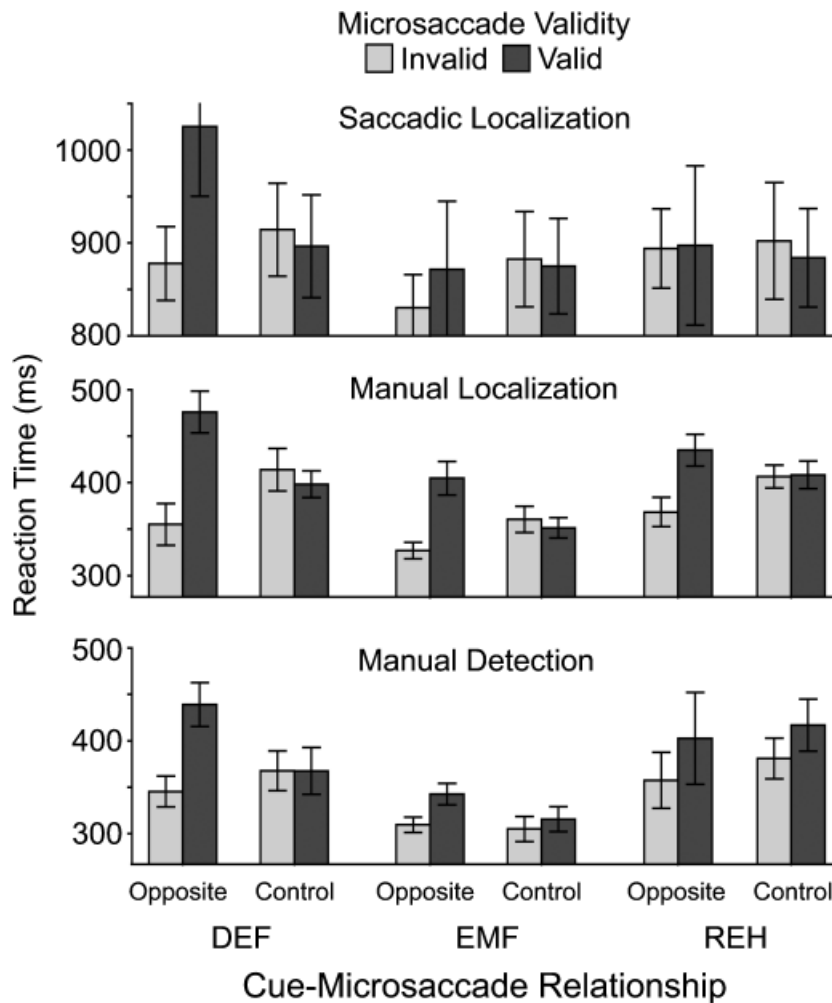 Microsaccade Validity
Invalid Valid
Saccadic Localization
1000
900
800
Manual Localization
500
400
300
Manual Detection
500
400
300
Reaction Time (ms)
Opposite Control Opposite Control Opposite Control
DEF EMF REH
Cue-Microsaccade Relationship